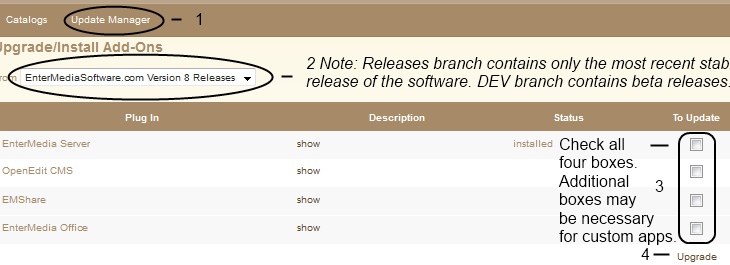 Catalogs Update Manager 1
Upgrade/Install Add-Ons
from EnterMediaSoftware.com Version 8 Releases
2 Note: Releases branch contains only the most recent
release of the software. DEV branch contains beta releases.
Plug In Description Status To Update
EnterMedia Server show installed
OpenEdit CMS show
EMShare show
EnterMedia Office show
Check all
four boxes.
Additional
boxes may
be necessary
for custom apps.
3
4 Upgrade